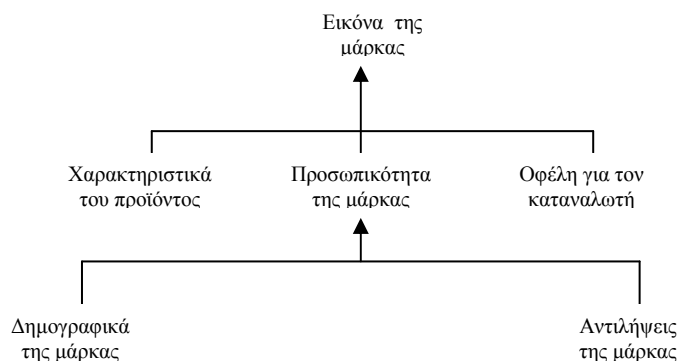 Εικόνα της
μάρκας
Χαρακτηριστικά
του προϊόντος
Προσωπικότητα
της μάρκας
Οφέλη για τον
καταναλωτή
Δημογραφικά
της μάρκας
Αντιλήψεις
της μάρκας